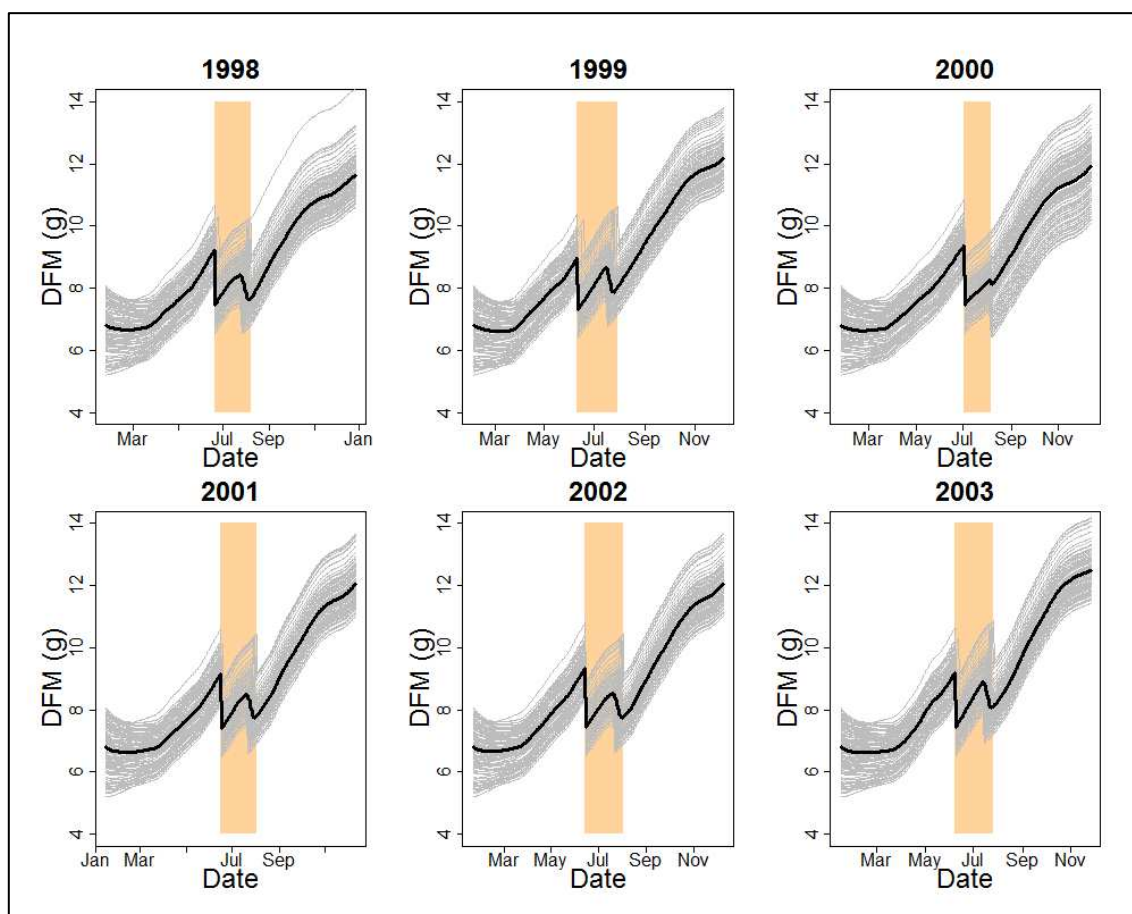 1998 1999 2000
DFM (g) DFM (g) DFM (g)
14 14 14
12 12 12
10 10 10
8 8 8
6 6 6
4 4 4
Mar Jul Sep Jan Mar May Jul Sep Nov Mar May Jul Sep Nov
Date Date Date
2001 2002 2003
DFM (g) DFM (g) DFM (g)
14 14 14
12 12 12
10 10 10
8 8 8
6 6 6
4 4 4
Jan Mar Jul Sep Mar May Jul Sep Nov Mar May Jul Sep Nov
Date Date Date